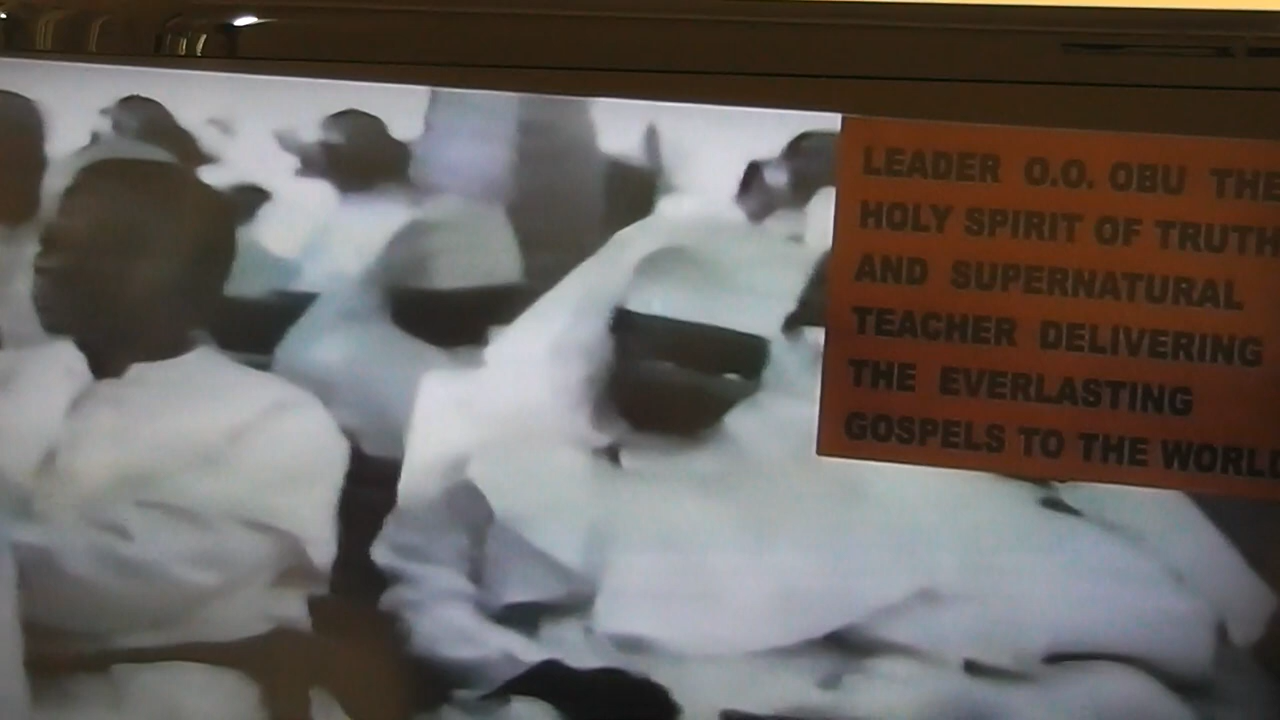 LEADER O.O. OBU THE
HOLY SPIRIT OF TRUTH
AND SUPERNATURAL
TEACHER DELIVERING
THE EVERLASTING
GOSPELS TO THE WORLD